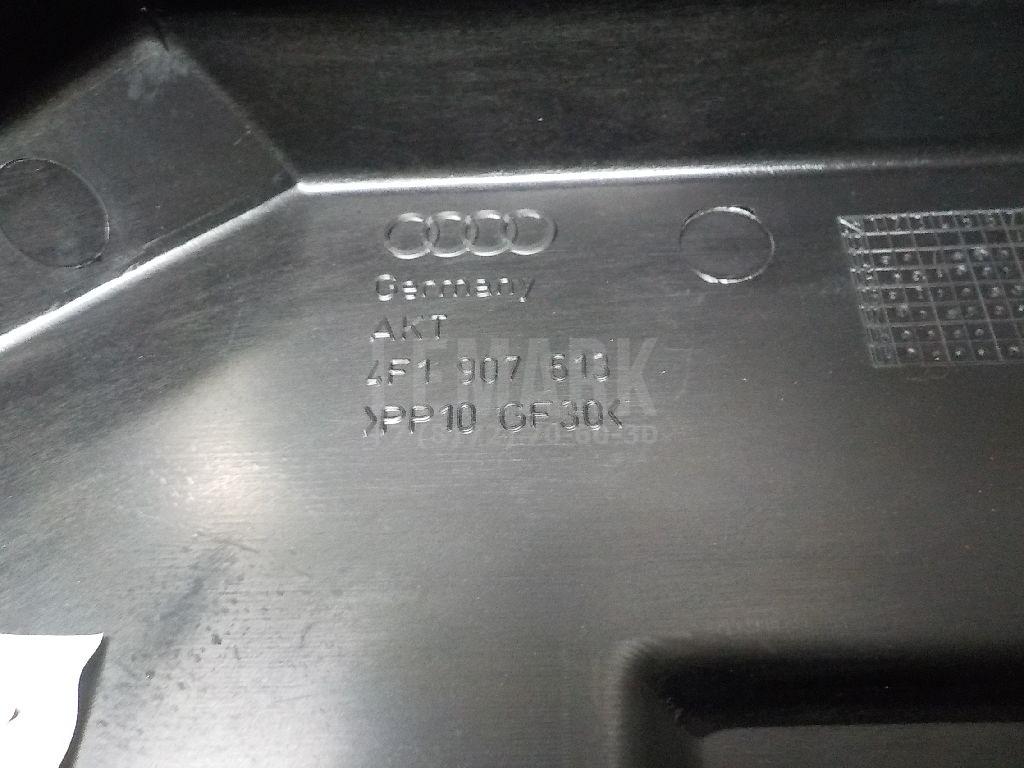 Germany
AKT
4F1 907 613
>PP10 GF30<